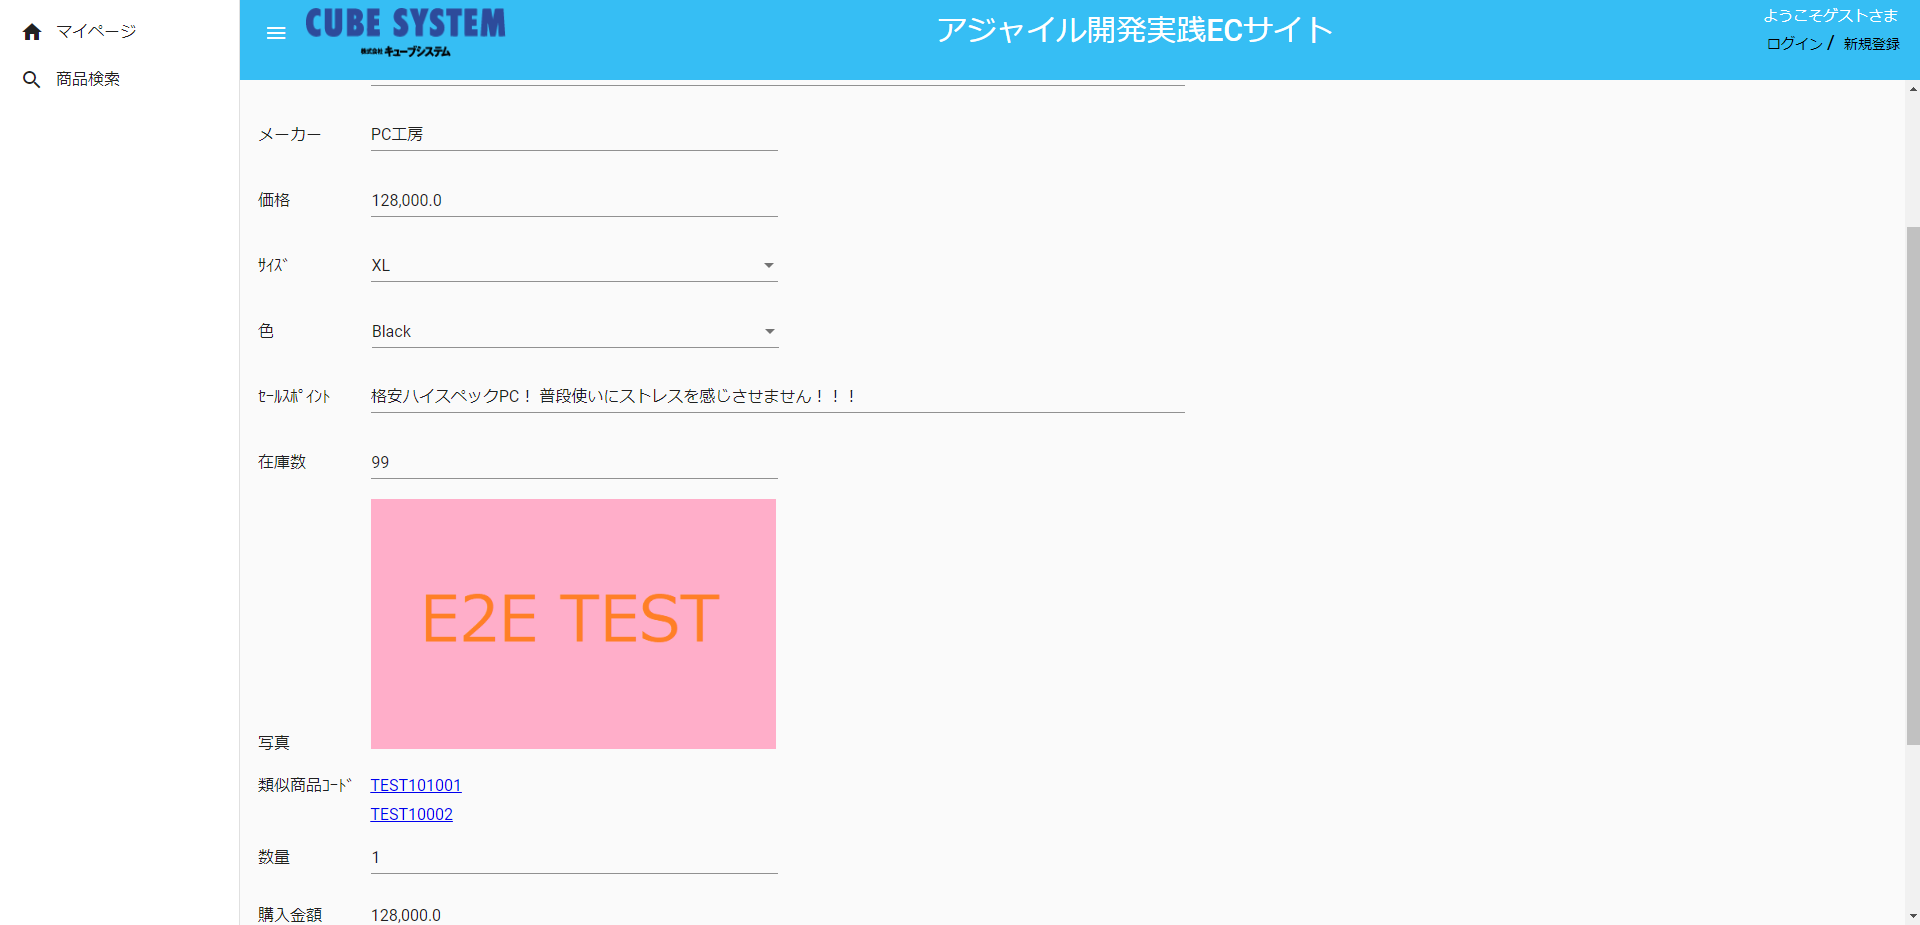 マイページ
商品検索
CUBE SYSTEM
株式会社 キューブシステム
アジャイル開発実践ECサイト
ようこそゲストさま
ログイン / 新規登録
メーカー PC工房
価格 128,000.0
ｻｲｽﾞ XL
色 Black
ｾｰﾙｽﾎﾟｲﾝﾄ 格安ハイスペックPC！ 普段使いにストレスを感じさせません！！！
在庫数 99
E2E TEST
写真
類似商品ｺｰﾄﾞ TEST101001
TEST10002
数量 1
購入金額 128,000.0